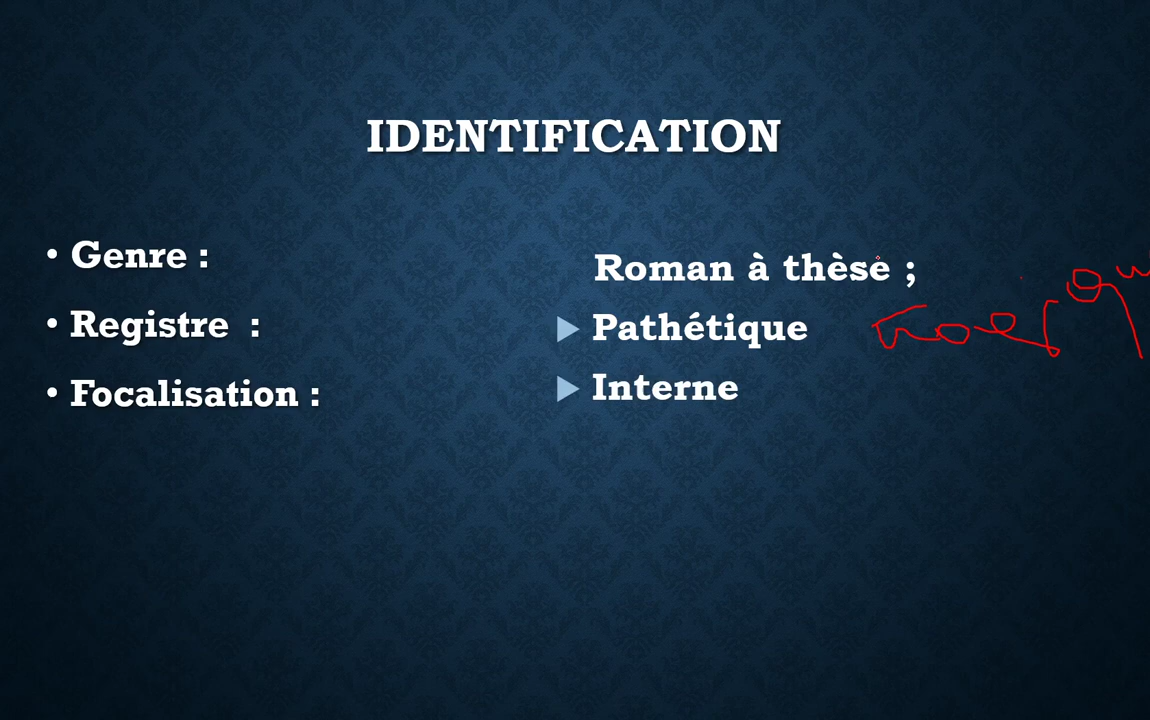 IDENTIFICATION
• Genre :
• Registre :
• Focalisation :
Roman à thèse ;
Pathétique
Interne